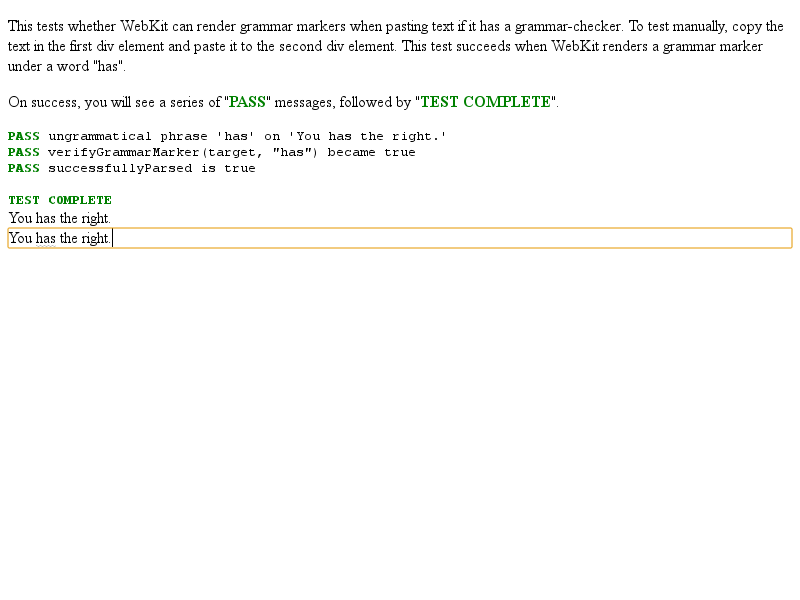 This tests whether WebKit can render grammar markers when pasting text if it has a grammar-checker. To test manually, copy the
text in the first div element and paste it to the second div element. This test succeeds when WebKit renders a grammar marker
under a word "has".
On success, you will see a series of "PASS" messages, followed by "TEST COMPLETE".
PASS ungrammatical phrase 'has' on 'You has the right.'
PASS verifyGrammarMarker(target, "has") became true
PASS successfullyParsed is true
TEST COMPLETE
You has the right.
You has the right.